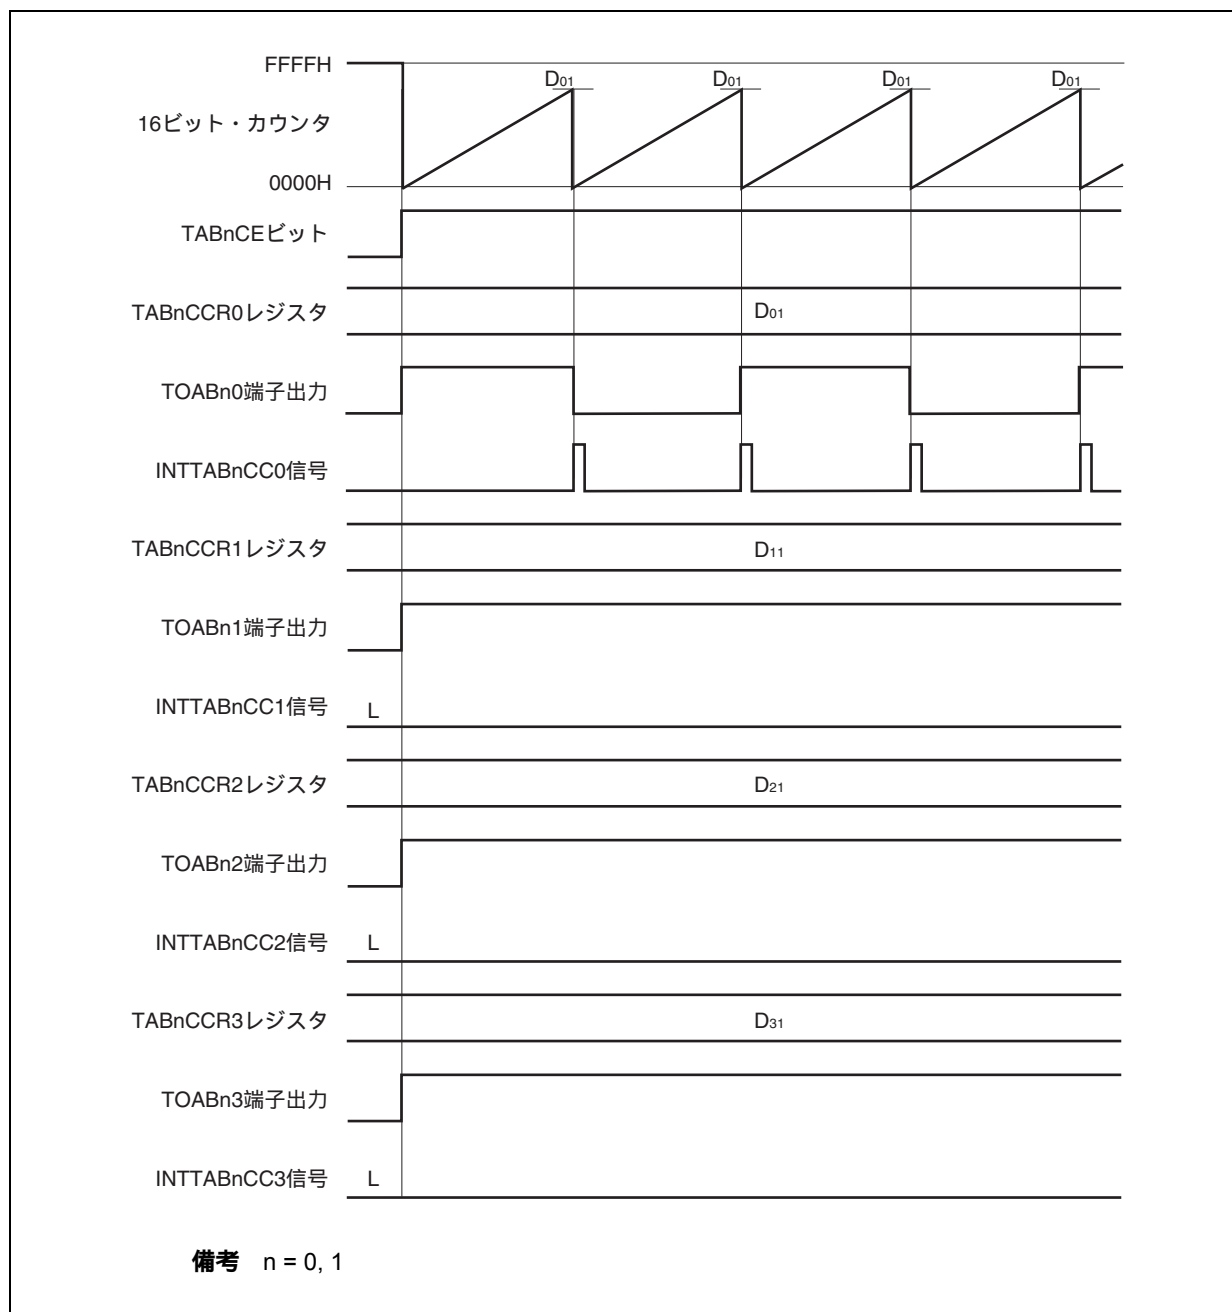 FFFFH
D01 D01 D01 D01
16ビット・カウンタ
0000H
TABnCEビット
TABnCCR0レジスタ D01
TOABn0端子出力
INTTABnCC0信号
TABnCCR1レジスタ D11
TOABn1端子出力
INTTABnCC1信号 L
TABnCCR2レジスタ D21
TOABn2端子出力
INTTABnCC2信号 L
TABnCCR3レジスタ D31
TOABn3端子出力
INTTABnCC3信号 L
備考 n = 0, 1